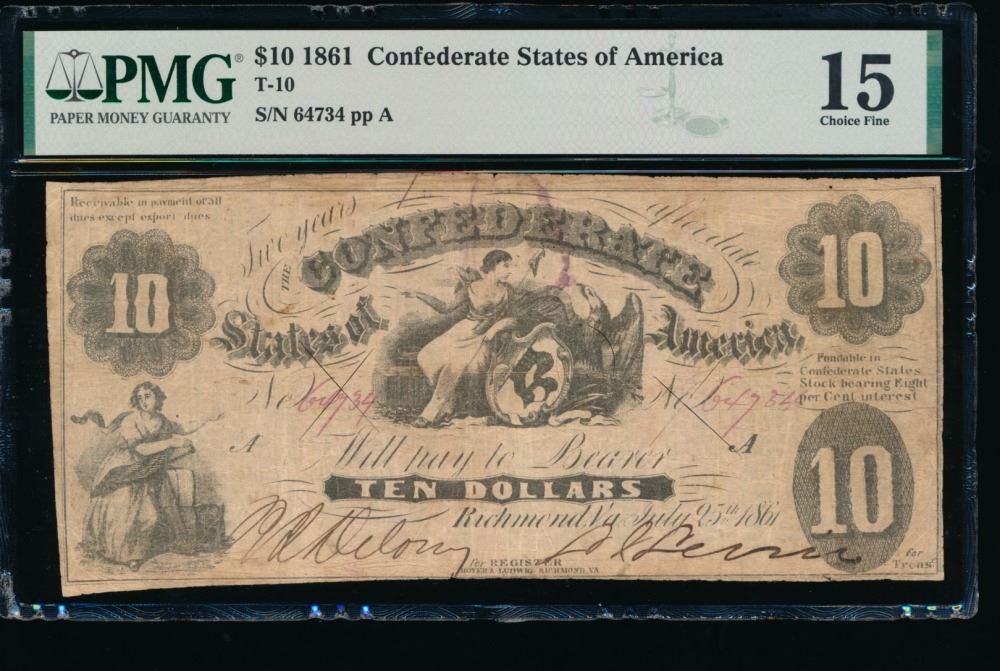 PMG®
PAPER MONEY GUARANTY
$10 1861 Confederate States of America
T-10
S/N 64734 pp A
15
Choice Fine
Receivable in payment of all
dues except export dues
Two years after date
THE CONFEDERATE
States of America.
10
10
Fundable in
Confederate States
Stock bearing Eight
per Cent interest
No 64734
No 64734
A
A
Will pay to Bearer
TEN DOLLARS
10
Richmond, Va July 25th 1861
For REGISTER
HOYER & LUDWIG, RICHMOND, VA
for
Treas.